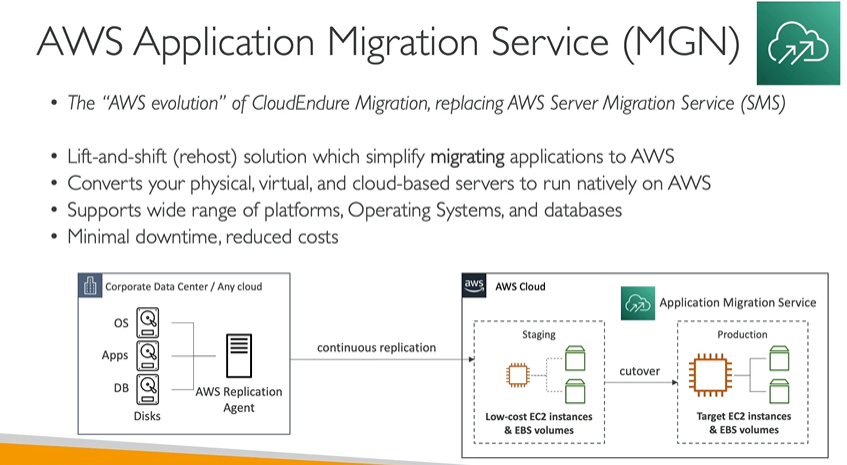 AWS Application Migration Service (MGN)
• The “AWS evolution” of CloudEndure Migration, replacing AWS Server Migration Service (SMS)
• Lift-and-shift (rehost) solution which simplify migrating applications to AWS
• Converts your physical, virtual, and cloud-based servers to run natively on AWS
• Supports wide range of platforms, Operating Systems, and databases
• Minimal downtime, reduced costs
Corporate Data Center / Any cloud
OS
Apps
DB
Disks
AWS Replication
Agent
continuous replication
aws
AWS Cloud
Application Migration Service
Staging
Low-cost EC2 instances
& EBS volumes
cutover
Production
Target EC2 instances
& EBS volumes